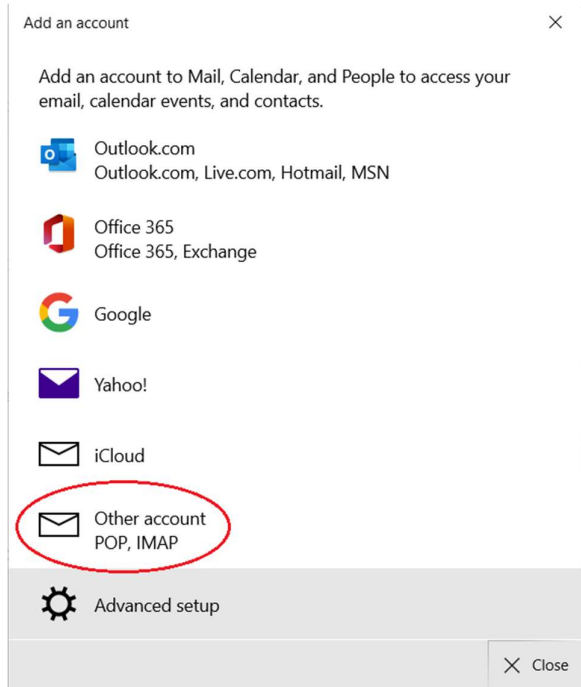 Add an account
Add an account to Mail, Calendar, and People to access your
email, calendar events, and contacts.
Outlook.com
Outlook.com, Live.com, Hotmail, MSN
Office 365
Office 365, Exchange
Google
Yahoo!
iCloud
Other account
POP, IMAP
Advanced setup
Close